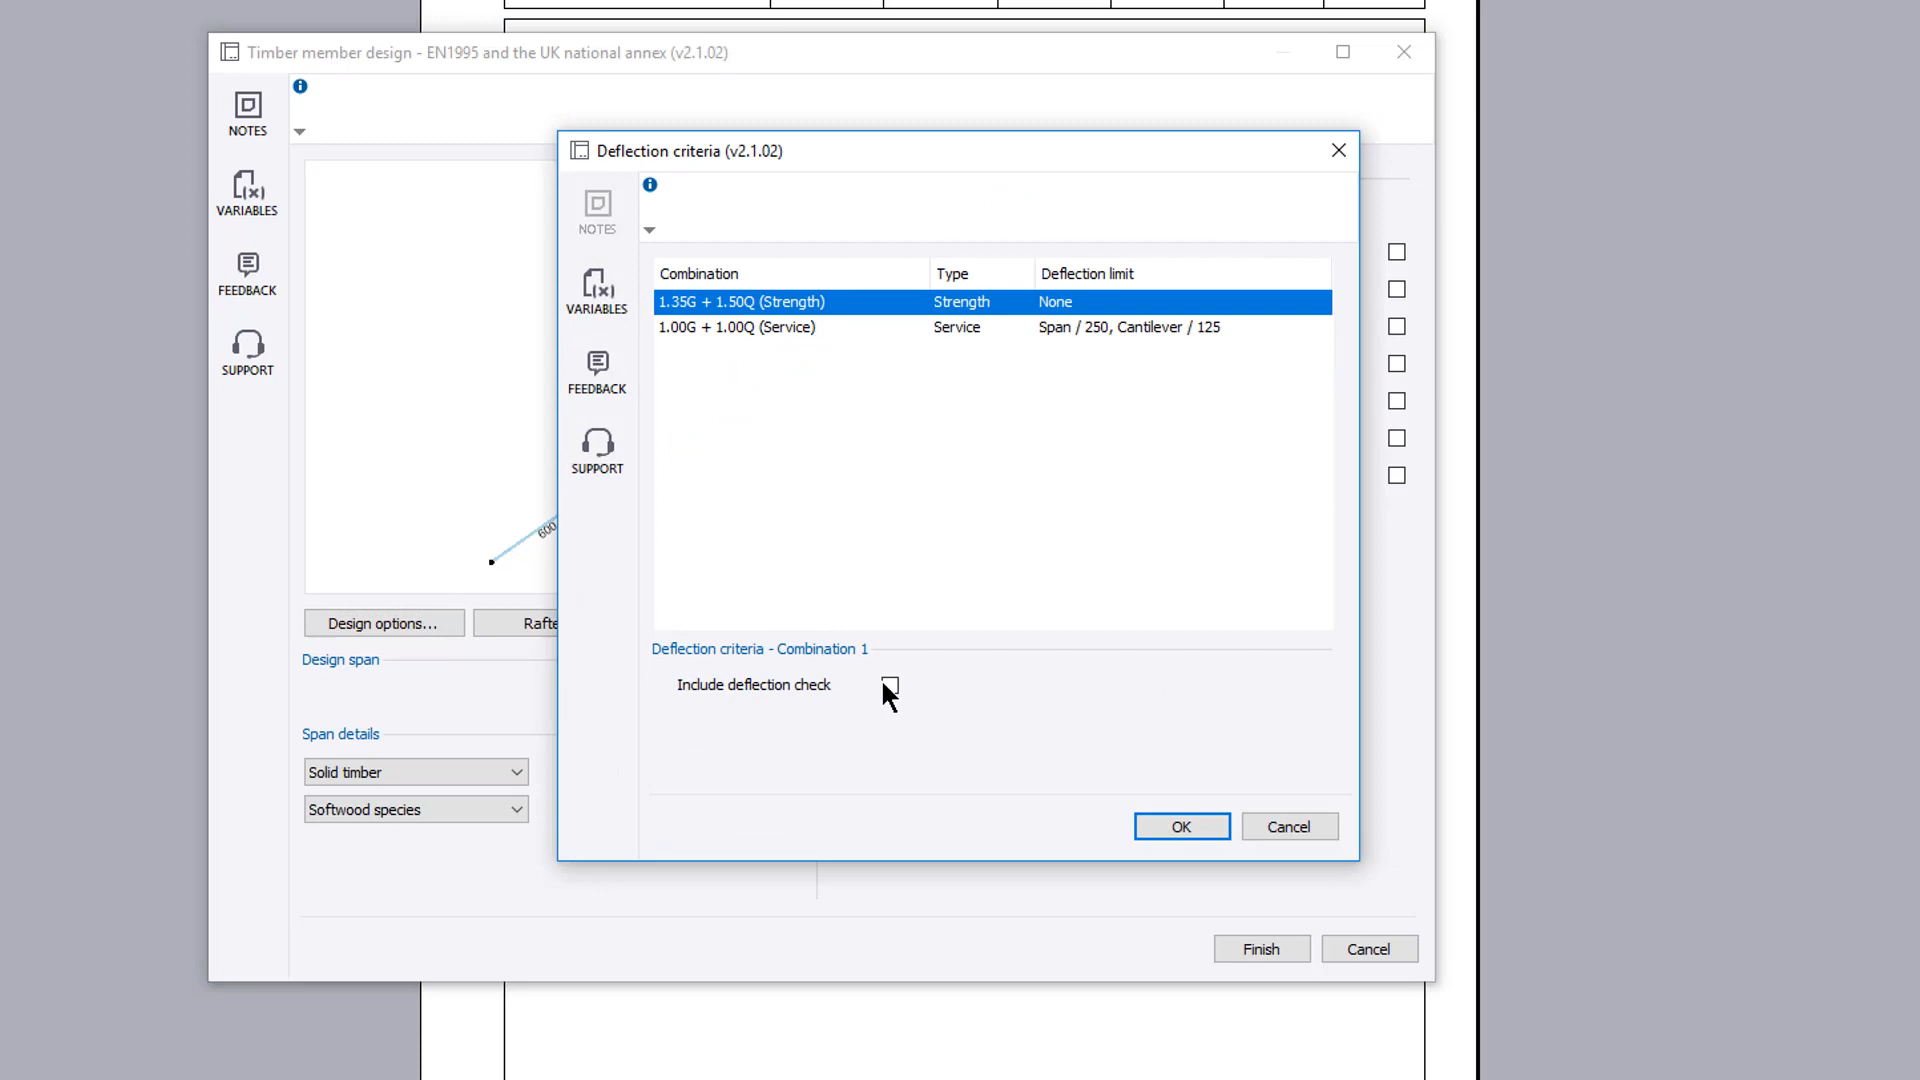 Timber member design - EN1995 and the UK national annex (v2.1.02)
NOTES
VARIABLES
FEEDBACK
SUPPORT
600
Design options...
Rafte
Design span
Span details
Solid timber
Softwood species
Finish
Cancel
Deflection criteria (v2.1.02)
NOTES
VARIABLES
FEEDBACK
SUPPORT
Combination Type Deflection limit
1.35G + 1.50Q (Strength) Strength None
1.00G + 1.00Q (Service) Service Span / 250, Cantilever / 125
Deflection criteria - Combination 1
Include deflection check
OK
Cancel